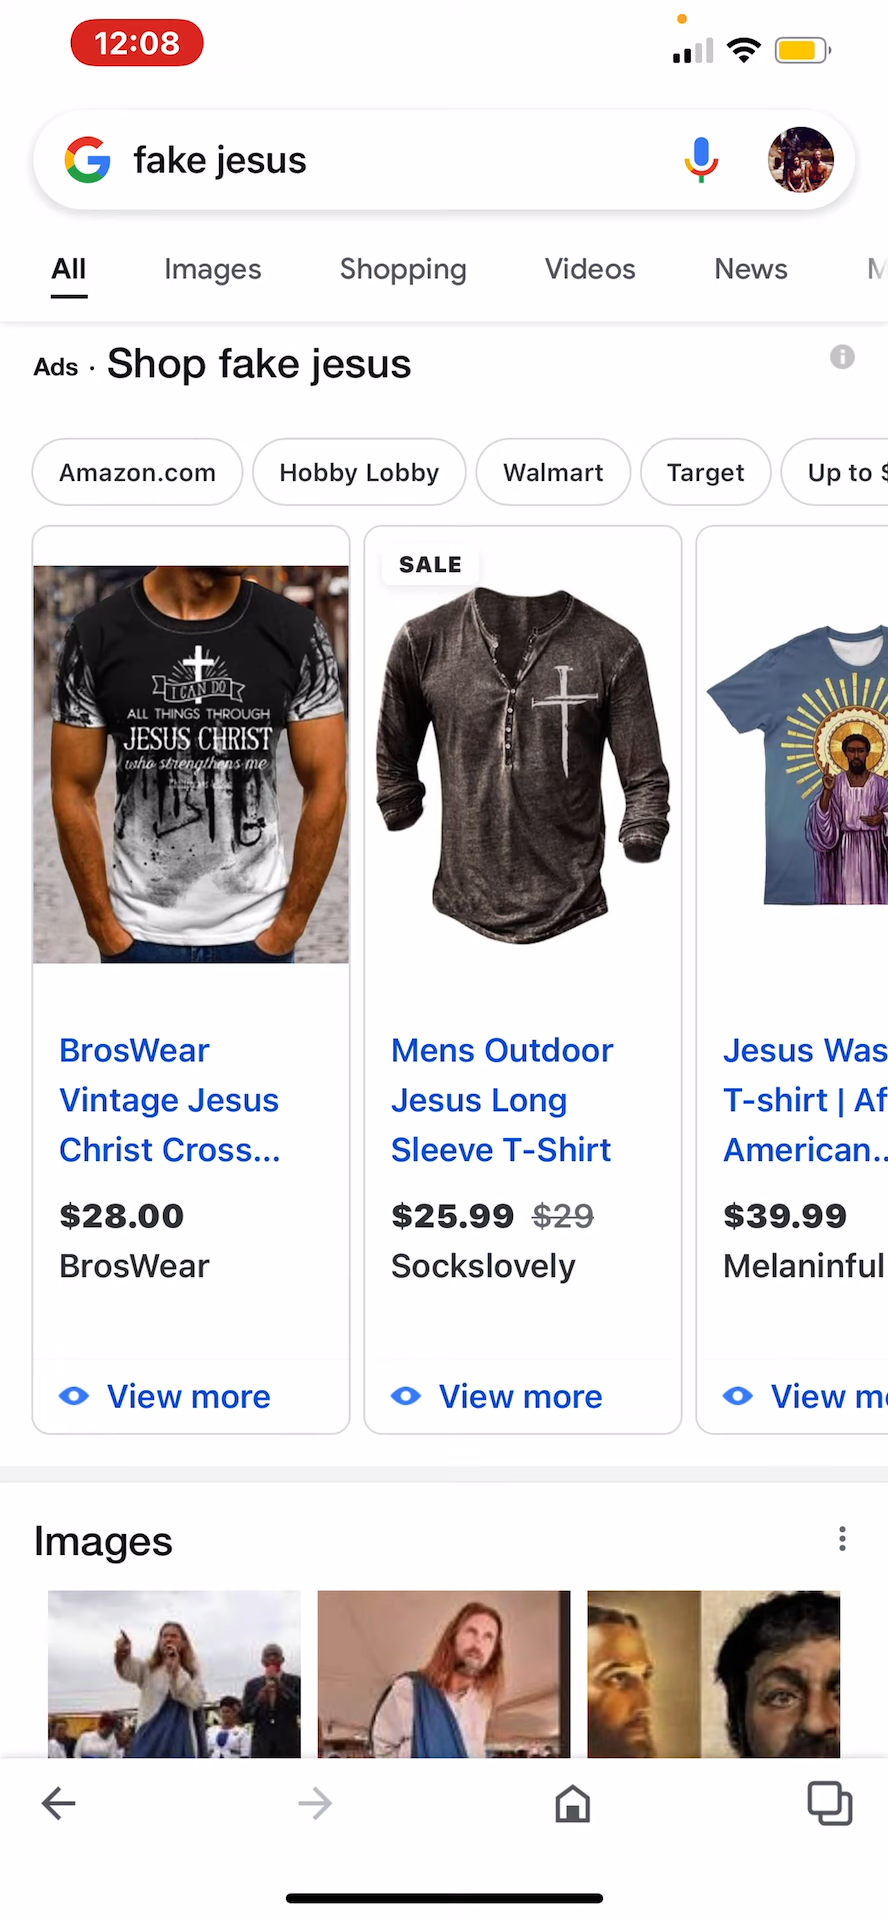 12:08
fake jesus
All Images Shopping Videos News M
Ads · Shop fake jesus
Amazon.com Hobby Lobby Walmart Target Up to $
SALE
I CAN DO
ALL THINGS THROUGH
JESUS CHRIST
who strengthens me
BrosWear
Vintage Jesus
Christ Cross...
$28.00
BrosWear
View more
Mens Outdoor
Jesus Long
Sleeve T-Shirt
$25.99 $29
Sockslovely
View more
Jesus Was
T-shirt | Af
American..
$39.99
Melaninful
View mo
Images